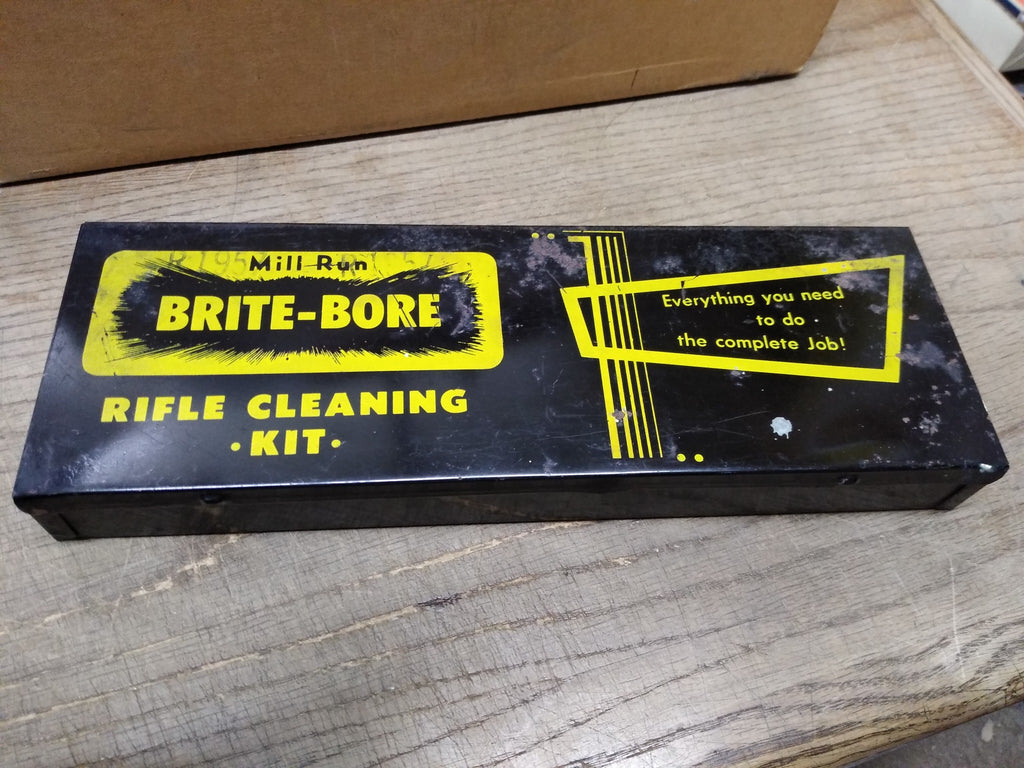 Mill Run
BRITE-BORE
RIFLE CLEANING
•KIT•
Everything you need
to do
the complete Job!